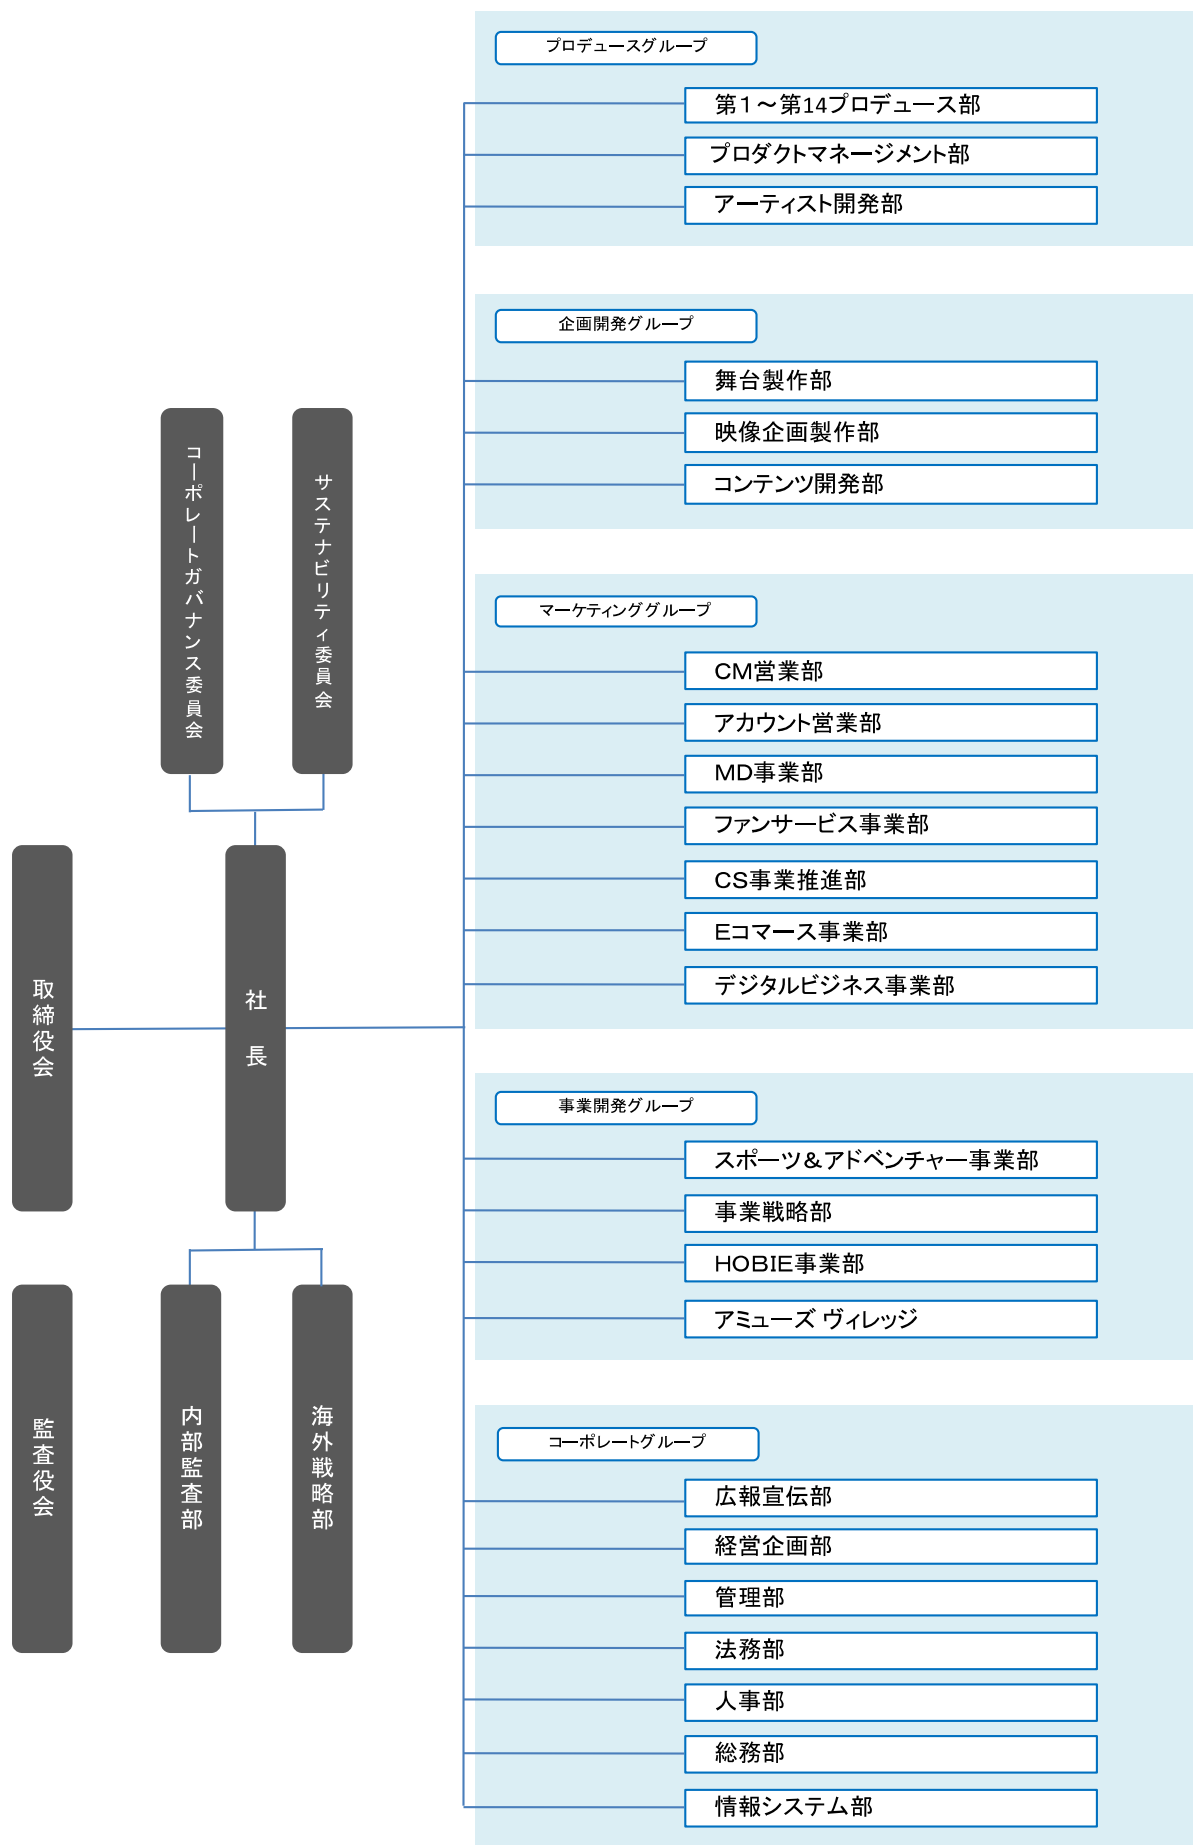 取締役会
監査役会
コーポレートガバナンス委員会
サステナビリティ委員会
社 長
内部監査部
海外戦略部
プロデュースグループ
第１～第14プロデュース部
プロダクトマネージジメント部
アーティスト開発部
企画開発グループ
舞台製作部
映像企画製作部
コンテンツ開発部
マーケティンググループ
CM営業部
アカウント営業部
MD事業部
ファンサービス事業部
CS事業推進部
Eコマース事業部
デジタルビジネス事業部
事業開発グループ
スポーツ＆アドベンチャー事業部
事業戦略部
HOBIE事業部
アミューズ ヴィレッジ
コーポレートグループ
広報宣伝部
経営企画部
管理部
法務部
人事部
総務部
情報システム部